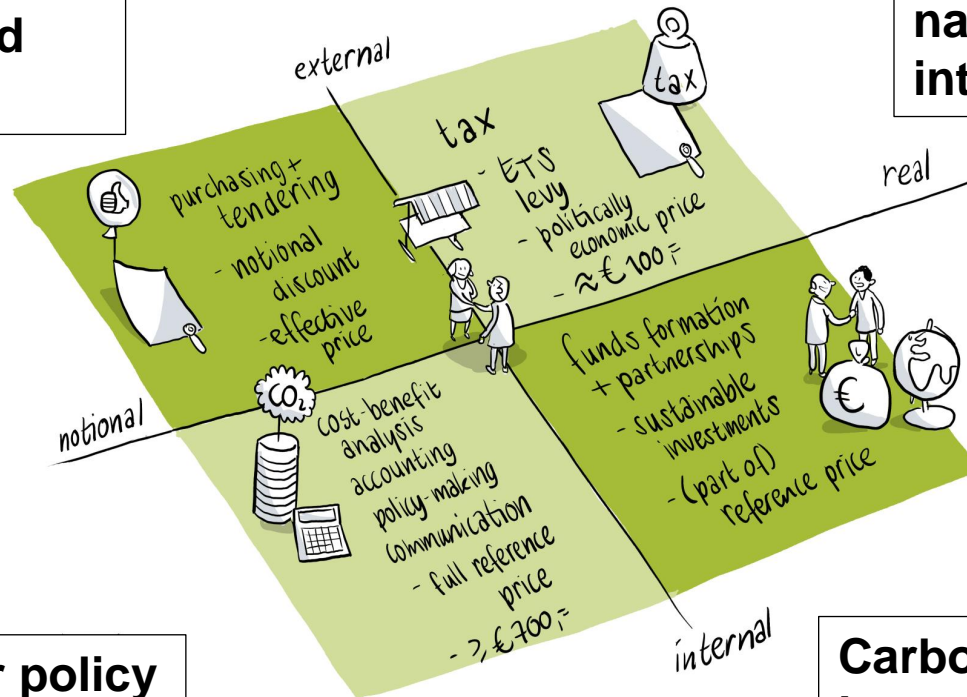 d
na
int
external
tax
tax
- ETS
levy
- politically
economic price
- ≈ € 100,=
real
purchasing +
tendering
- notional
discount
- effective
price
notional
CO₂
cost-benefit
analysis
accounting
policy-making
communication
- full reference
price
- ≥ € 700,=
funds formation
+ partnerships
- sustainable
investments
- (part of)
reference price
€
internal
r policy
Carbo